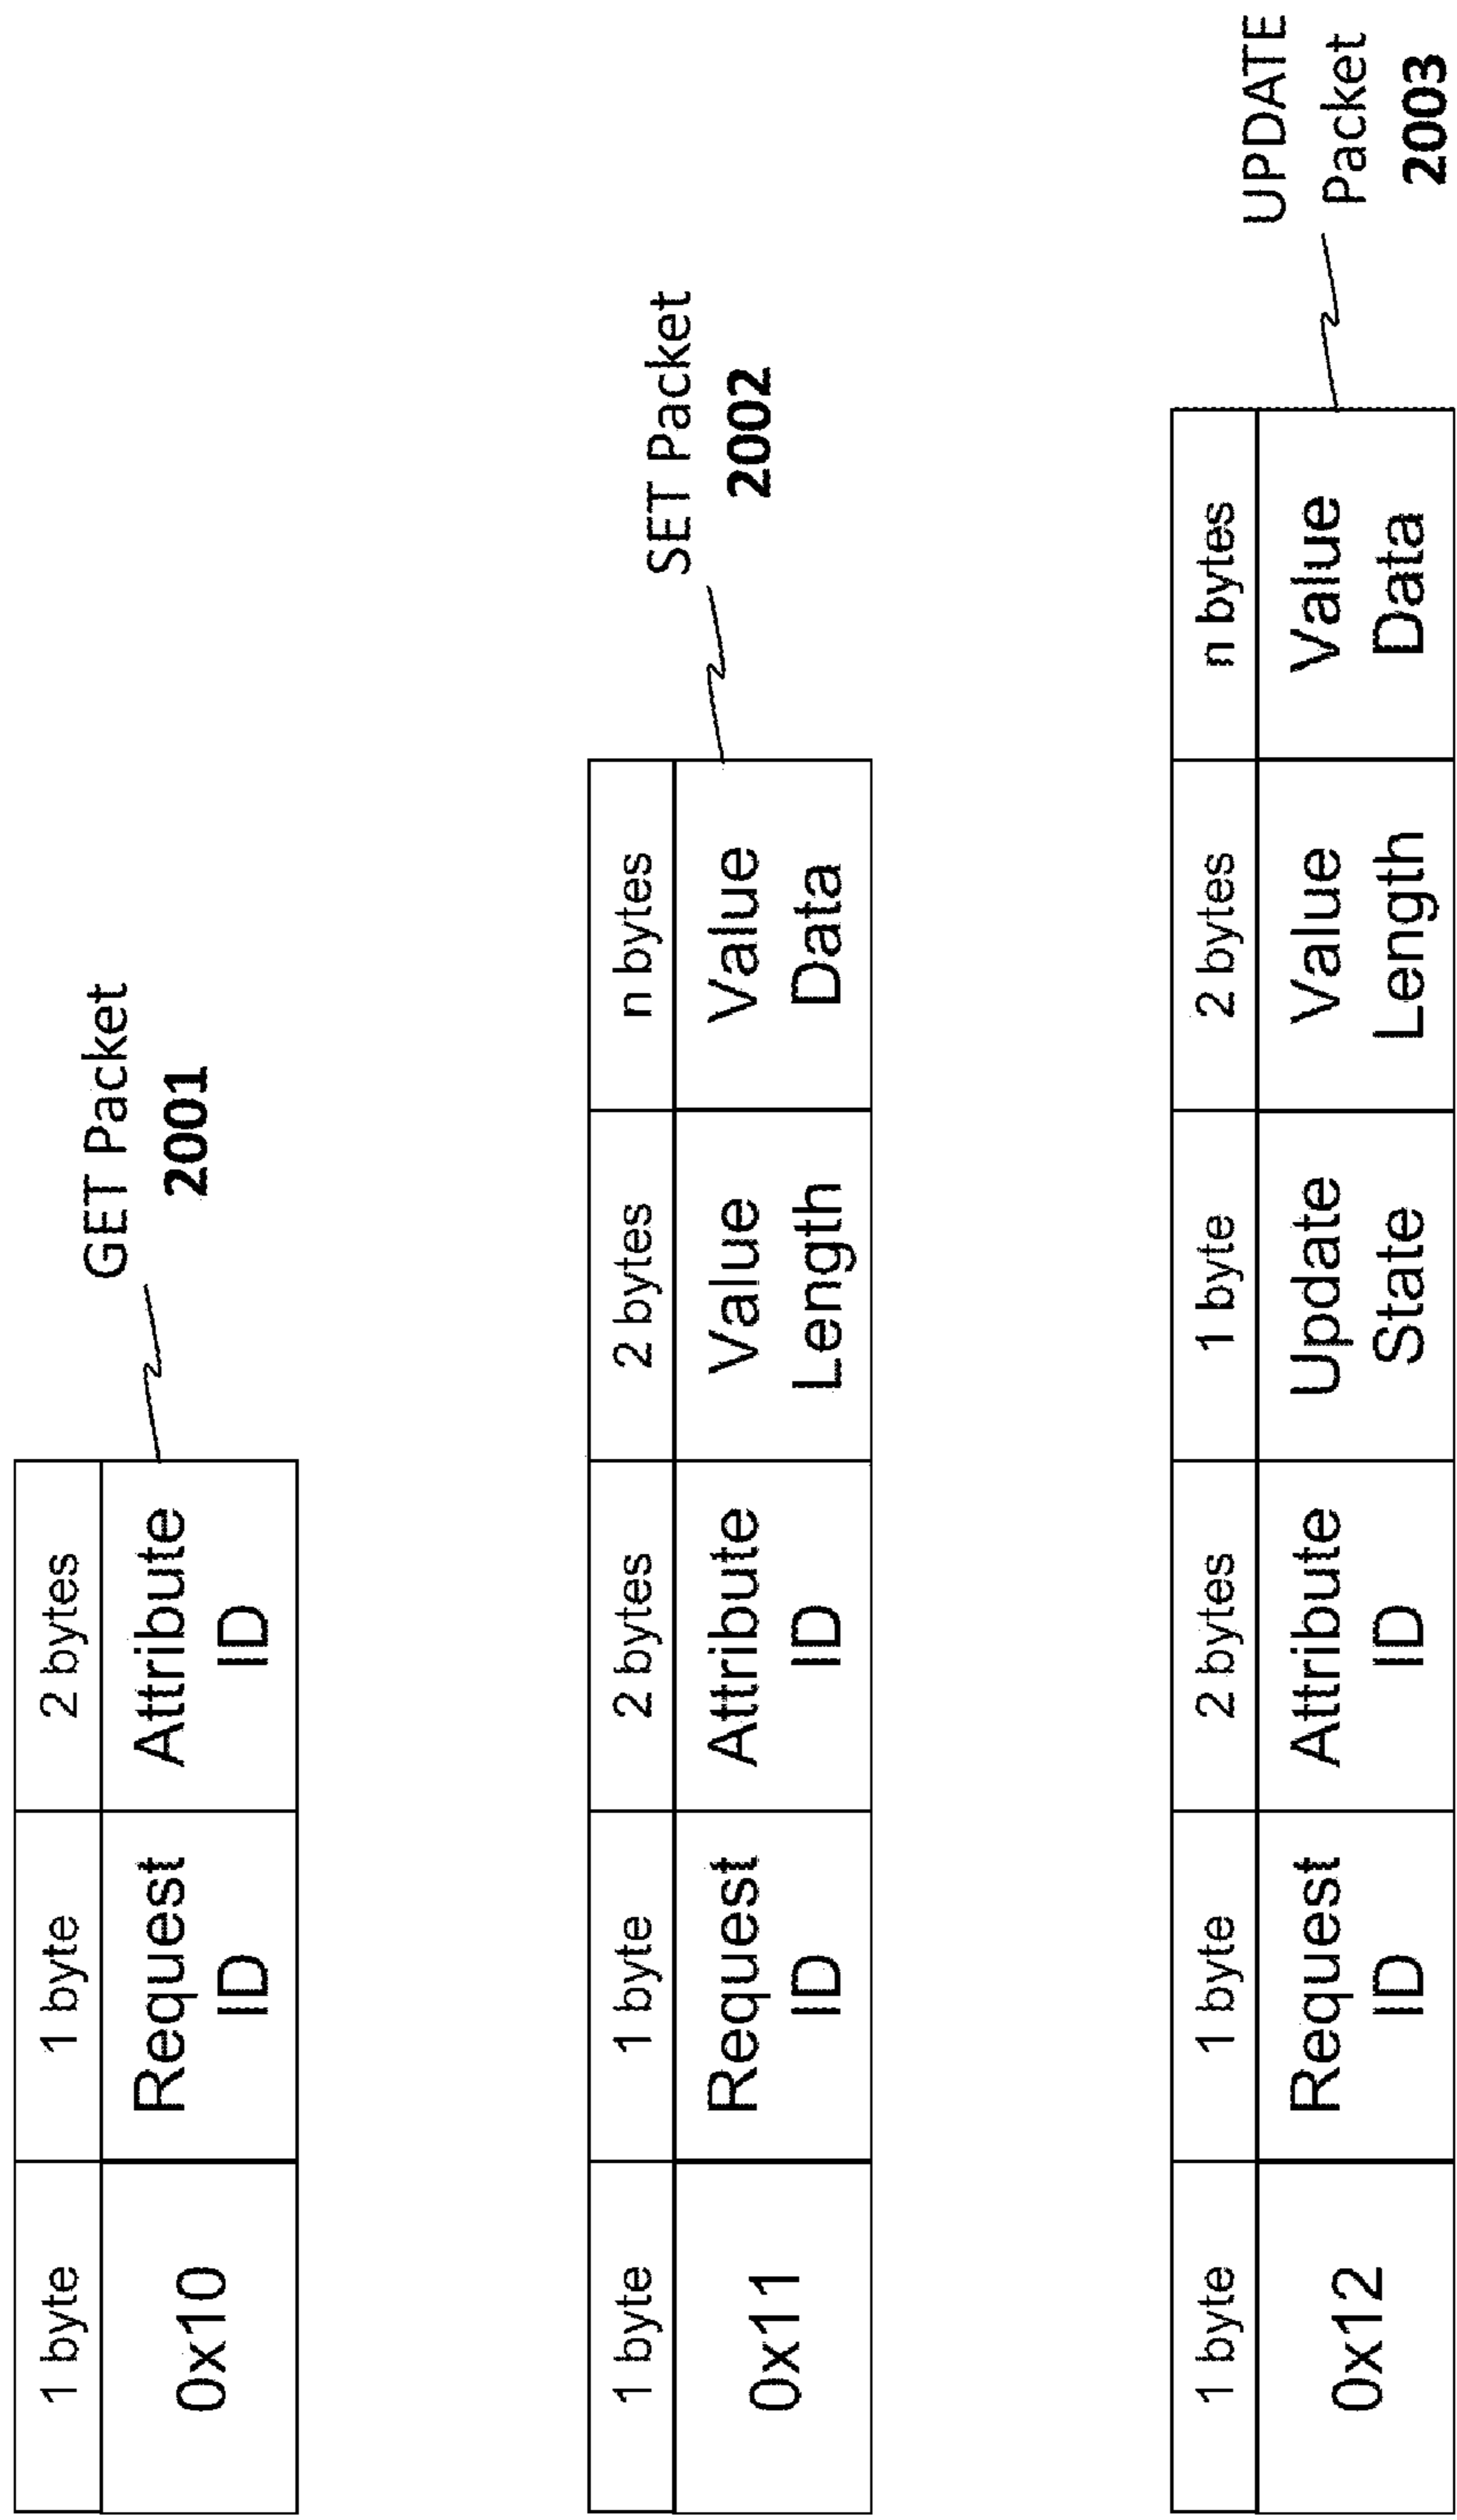 1 byte
1 byte
2 bytes
0x10
Request
ID
Attribute
ID
GET Packet
2001
1 byte
1 byte
2 bytes
2 bytes
n bytes
0x11
Request
ID
Attribute
ID
Value
Length
Value
Data
SET Packet
2002
1 byte
1 byte
2 bytes
1 byte
2 bytes
n bytes
0x12
Request
ID
Attribute
ID
Update
State
Value
Length
Value
Data
UPDATE
Packet
2003